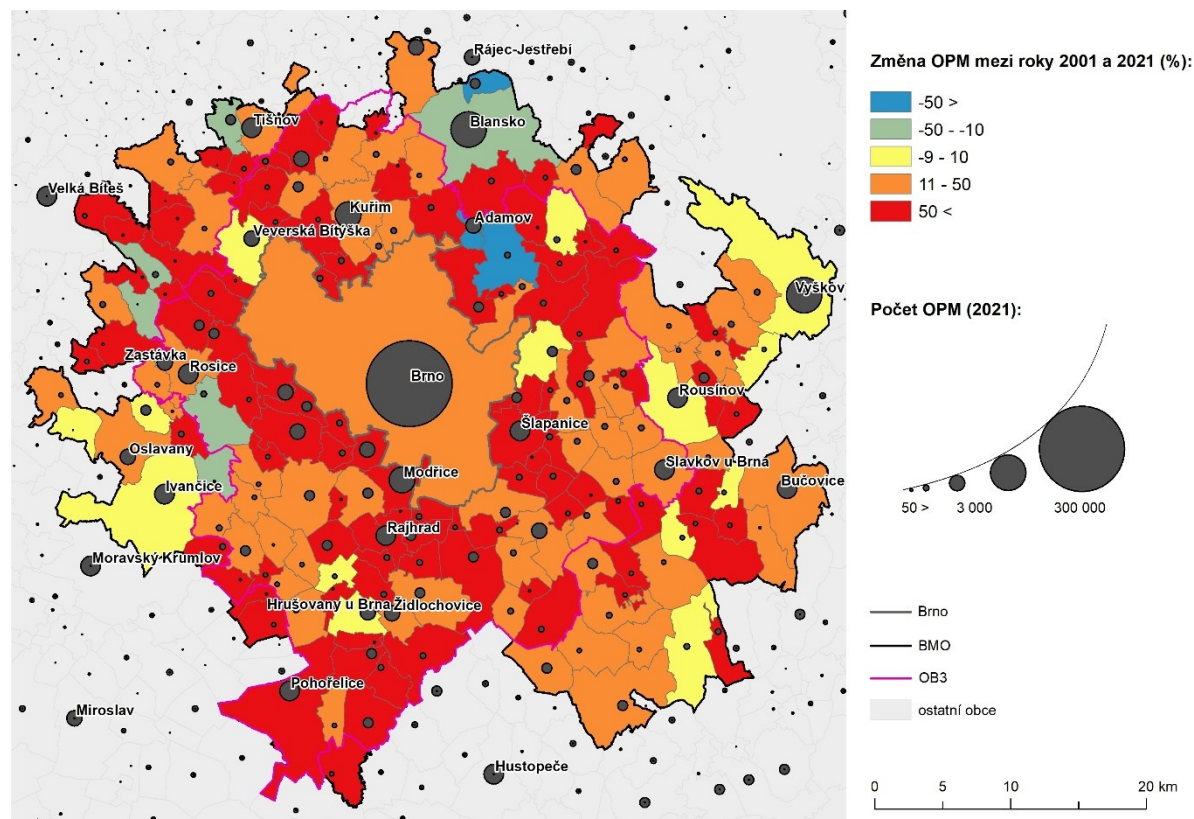 Rájec-Jestřebí
Blansko
Tišnov
Velká Bíteš
Kuřim
Adamov
Veverská Bítýška
Vyškov
Zastávka
Rosice
Brno
Rousínov
Šlapanice
Oslavany
Slavkov u Brna
Modřice
Ivančice
Bučovice
Rajhrad
Moravský Krumlov
Hrušovany u Brna
Židlochovice
Pohořelice
Miroslav
Hustopeče
Změna OPM mezi roky 2001 a 2021 (%):
-50 >
-50 - -10
-9 - 10
11 - 50
50 <
Počet OPM (2021):
50 > 3 000 300 000
Brno
BMO
OB3
ostatní obce
0 5 10 20 km